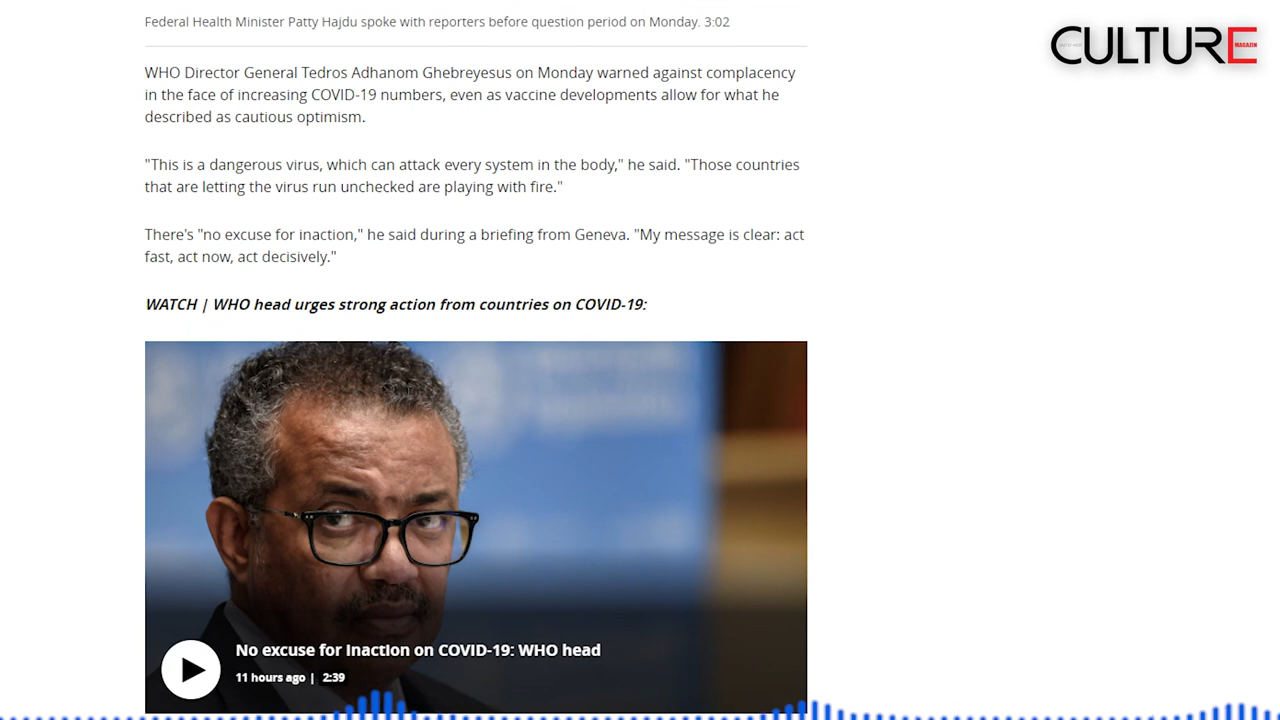 Federal Health Minister Patty Hajdu spoke with reporters before question period on Monday. 3:02
CULTURE
MAGAZIN
WHO Director General Tedros Adhanom Ghebreyesus on Monday warned against complacency
in the face of increasing COVID-19 numbers, even as vaccine developments allow for what he
described as cautious optimism.
"This is a dangerous virus, which can attack every system in the body," he said. "Those countries
that are letting the virus run unchecked are playing with fire."
There's "no excuse for inaction," he said during a briefing from Geneva. "My message is clear: act
fast, act now, act decisively."
WATCH | WHO head urges strong action from countries on COVID-19:
No excuse for inaction on COVID-19: WHO head
11 hours ago | 2:39